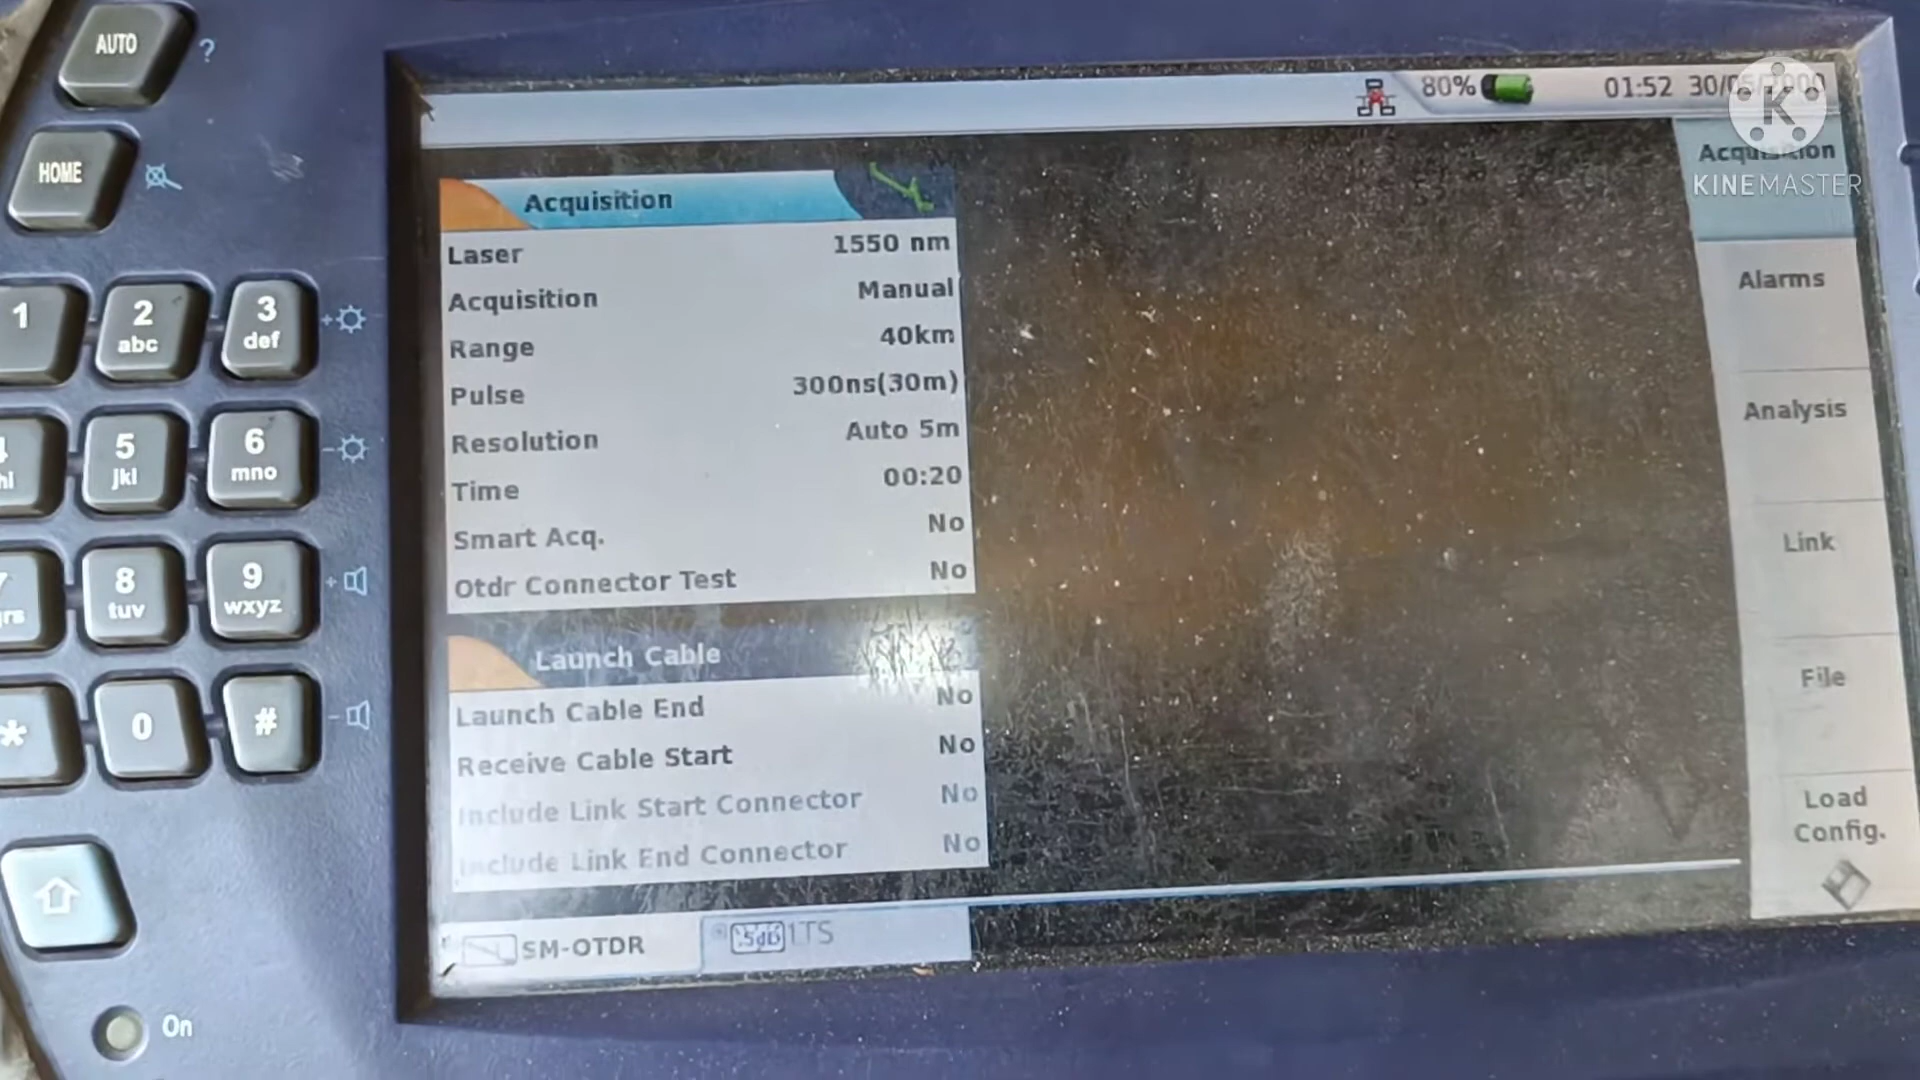 AUTO ?
HOME
1
2 abc
3 def
5 jkl
6 mno
8 tuv
9 wxyz
*
0
#
On
80% 01:52
KINEMASTER
Acquisition
Laser 1550 nm
Acquisition Manual
Range 40km
Pulse 300ns(30m)
Resolution Auto 5m
Time 00:20
Smart Acq. No
Otdr Connector Test No
Launch Cable
Launch Cable End No
Receive Cable Start No
Include Link Start Connector No
Include Link End Connector No
SM-OTDR
LTS
Acquisition
Alarms
Analysis
Link
File
Load
Config.